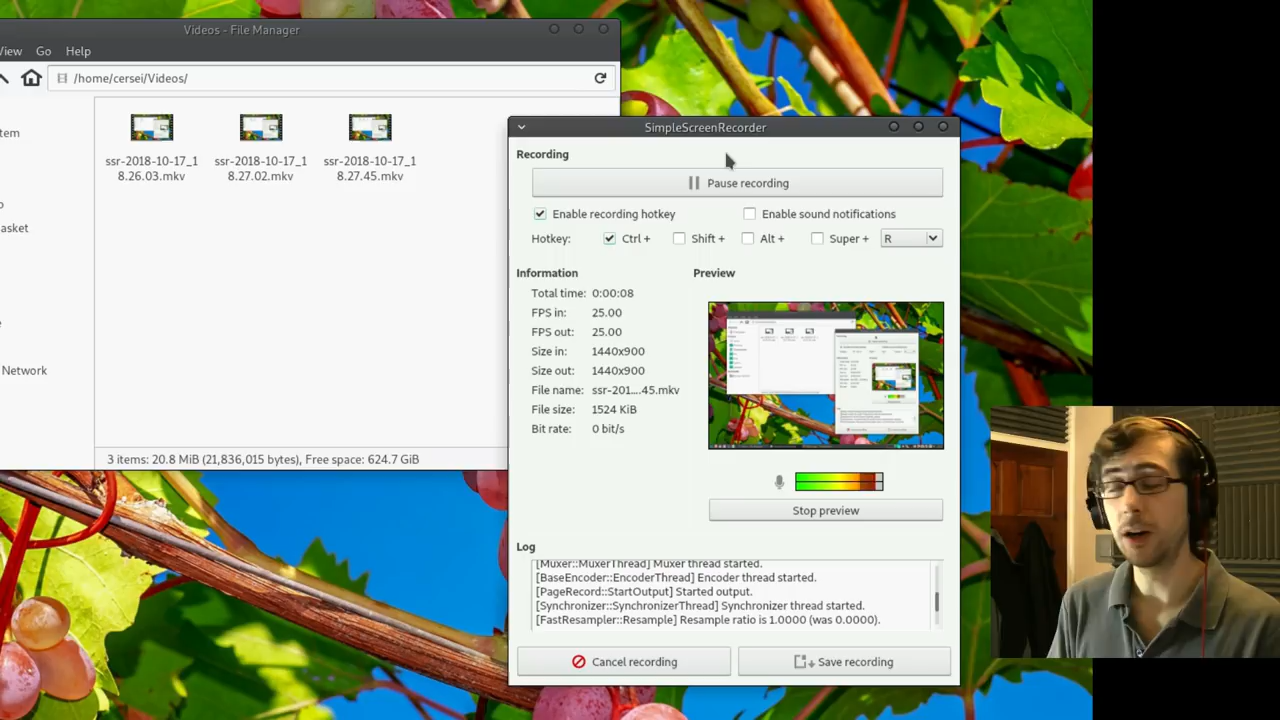 Videos - File Manager
View Go Help
/home/cersei/Videos/
ssr-2018-10-17_1
8.26.03.mkv
ssr-2018-10-17_1
8.27.02.mkv
ssr-2018-10-17_1
8.27.45.mkv
tem
asket
Network
3 items: 20.8 MiB (21,836,015 bytes), Free space: 624.7 GiB
SimpleScreenRecorder
Recording
Pause recording
Enable recording hotkey
Enable sound notifications
Hotkey: Ctrl + Shift + Alt + Super + R
Information
Total time: 0:00:08
FPS in: 25.00
FPS out: 25.00
Size in: 1440x900
Size out: 1440x900
File name: ssr-201....45.mkv
File size: 1524 KiB
Bit rate: 0 bit/s
Preview
Stop preview
Log
[Muxer::MuxerThread] Muxer thread started.
[BaseEncoder::EncoderThread] Encoder thread started.
[PageRecord::StartOutput] Started output.
[Synchronizer::SynchronizerThread] Synchronizer thread started.
[FastResampler::Resample] Resample ratio is 1.0000 (was 0.0000).
Cancel recording
Save recording